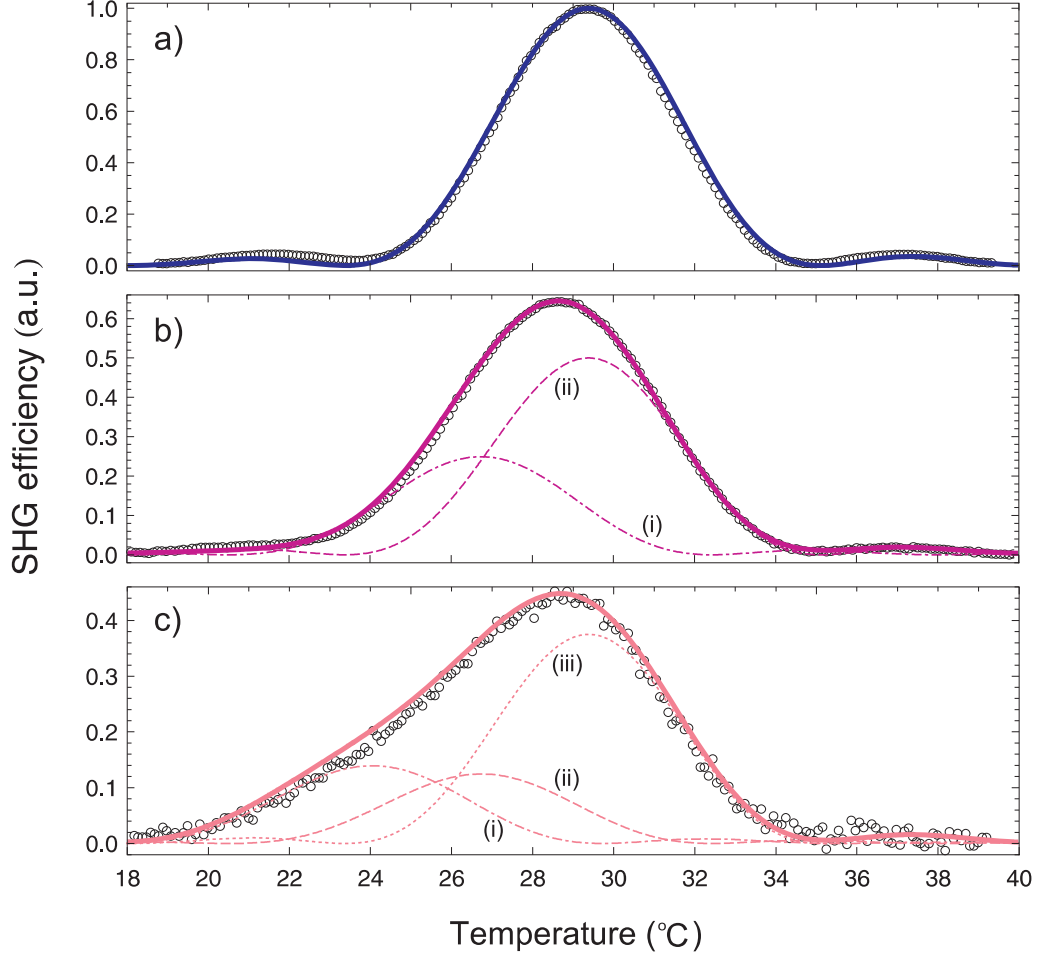 SHG efficiency (a.u.)
a)
1.0
0.8
0.6
0.4
0.2
0.0
b)
0.6
0.5
0.4
0.3
0.2
0.1
0.0
(ii)
(i)
c)
0.4
0.3
0.2
0.1
0.0
(iii)
(ii)
(i)
18 20 22 24 26 28 30 32 34 36 38 40
Temperature (°C)